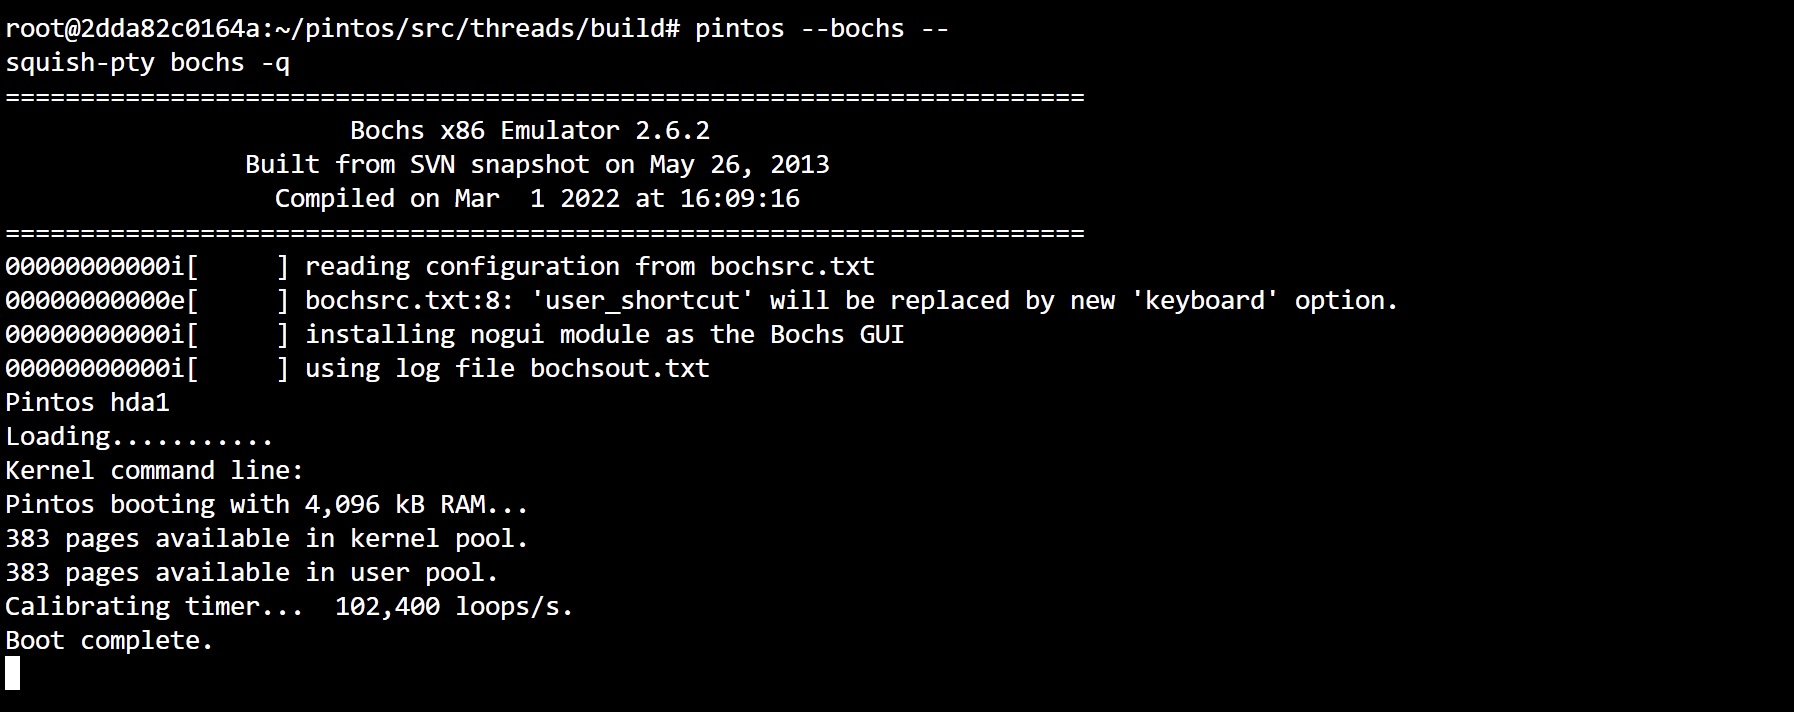 root@2dda82c0164a:~/pintos/src/threads/build# pintos --bochs --
squish-pty bochs -q
========================================================================
                       Bochs x86 Emulator 2.6.2
                Built from SVN snapshot on May 26, 2013
                  Compiled on Mar  1 2022 at 16:09:16
========================================================================
00000000000i[      ] reading configuration from bochsrc.txt
00000000000e[      ] bochsrc.txt:8: 'user_shortcut' will be replaced by new 'keyboard' option.
00000000000i[      ] installing nogui module as the Bochs GUI
00000000000i[      ] using log file bochsout.txt
Pintos hda1
Loading...........
Kernel command line:
Pintos booting with 4,096 kB RAM...
383 pages available in kernel pool.
383 pages available in user pool.
Calibrating timer...  102,400 loops/s.
Boot complete.